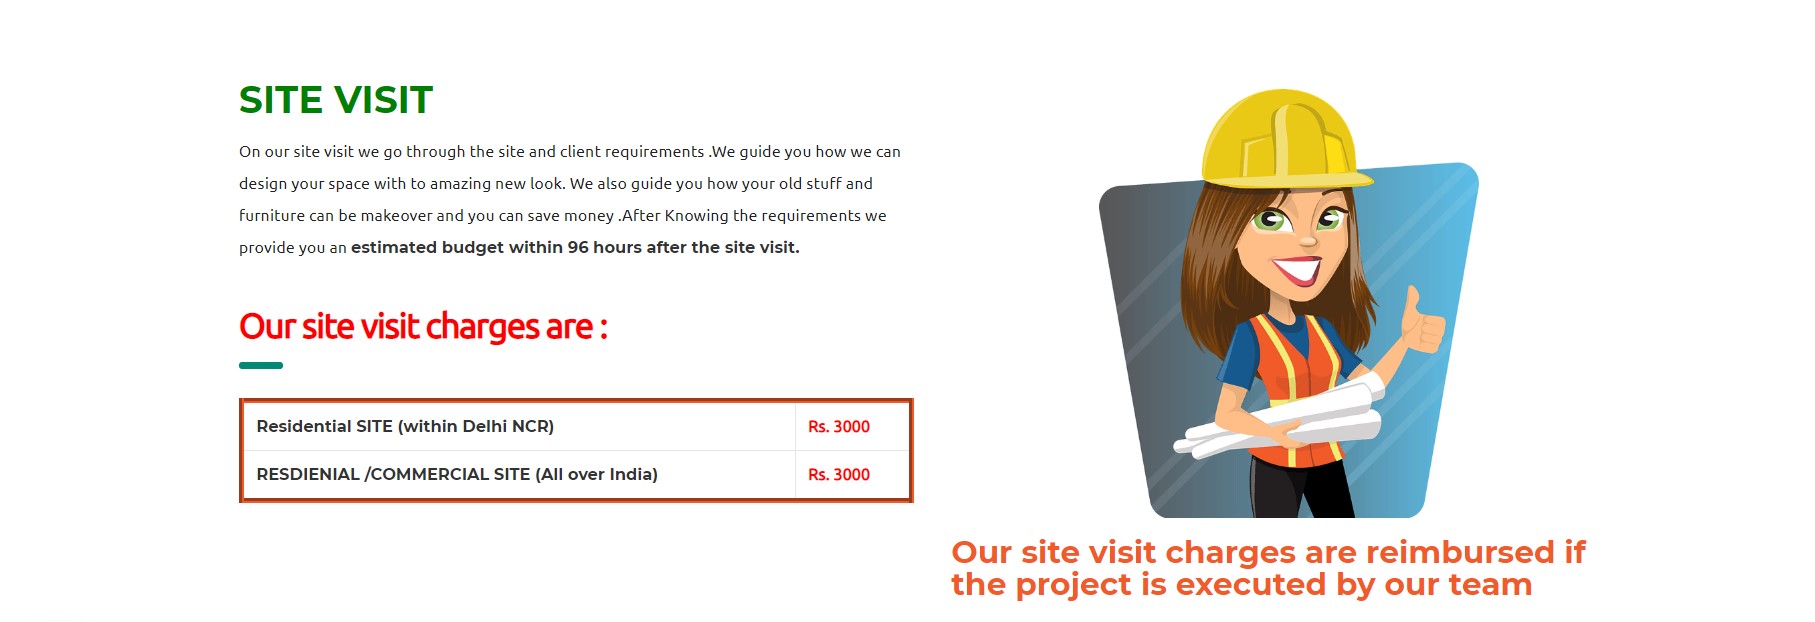 SITE VISIT
On our site visit we go through the site and client requirements .We guide you how we can
design your space with to amazing new look. We also guide you how your old stuff and
furniture can be makeover and you can save money .After Knowing the requirements we
provide you an estimated budget within 96 hours after the site visit.
Our site visit charges are :
Residential SITE (within Delhi NCR) Rs. 3000
RESDIENIAL /COMMERCIAL SITE (All over India) Rs. 3000
Our site visit charges are reimbursed if
the project is executed by our team